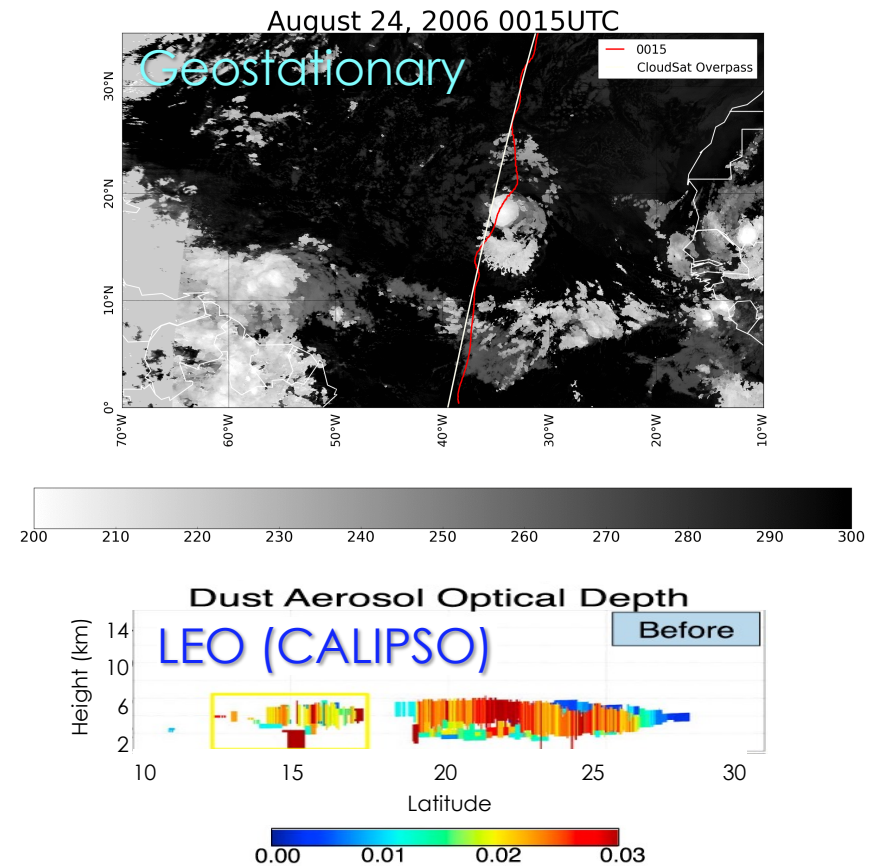 August 24, 2006 0015UTC
Geostationary
0015
CloudSat Overpass
30°N
20°N
10°N
0°
70°W 60°W 50°W 40°W 30°W 20°W 10°W
200 210 220 230 240 250 260 270 280 290 300
Dust Aerosol Optical Depth
Before
LEO (CALIPSO)
Height (km)
14
10
6
2
10 15 20 25 30
Latitude
0.00 0.01 0.02 0.03